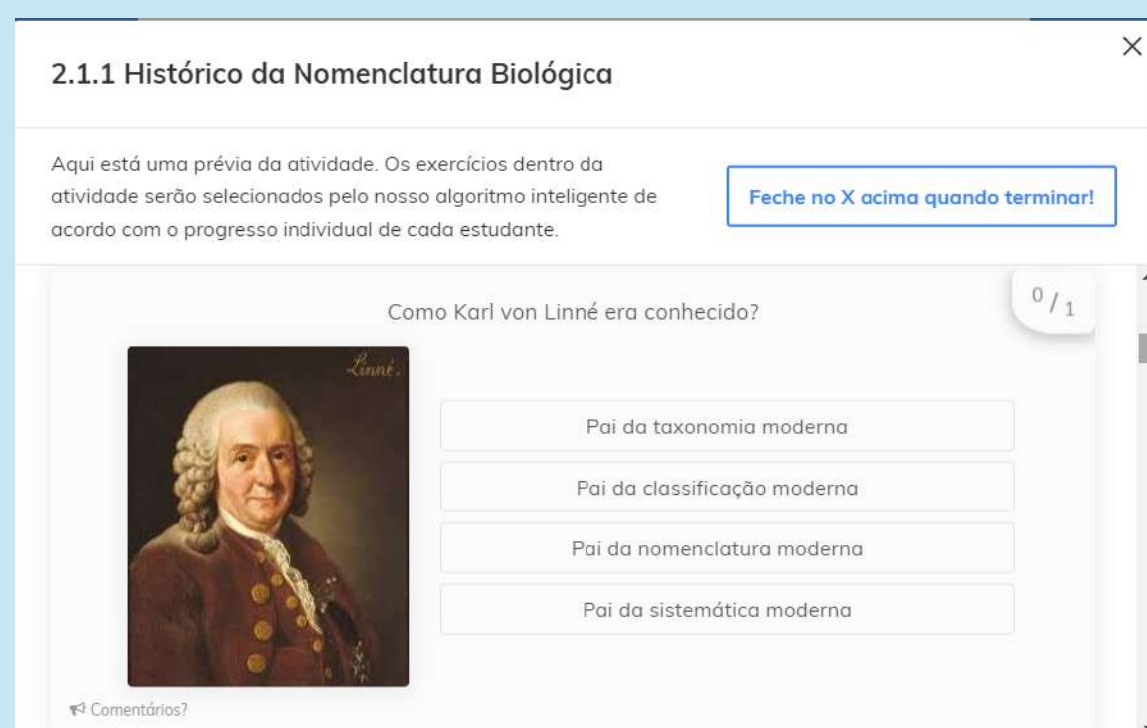 2.1.1 Histórico da Nomenclatura Biológica
Aqui está uma prévia da atividade. Os exercícios dentro da
atividade serão selecionados pelo nosso algoritmo inteligente de
acordo com o progresso individual de cada estudante.
Feche no X acima quando terminar!
0 / 1
Como Karl von Linné era conhecido?
Linné.
Pai da taxonomia moderna
Pai da classificação moderna
Pai da nomenclatura moderna
Pai da sistemática moderna
Comentários?